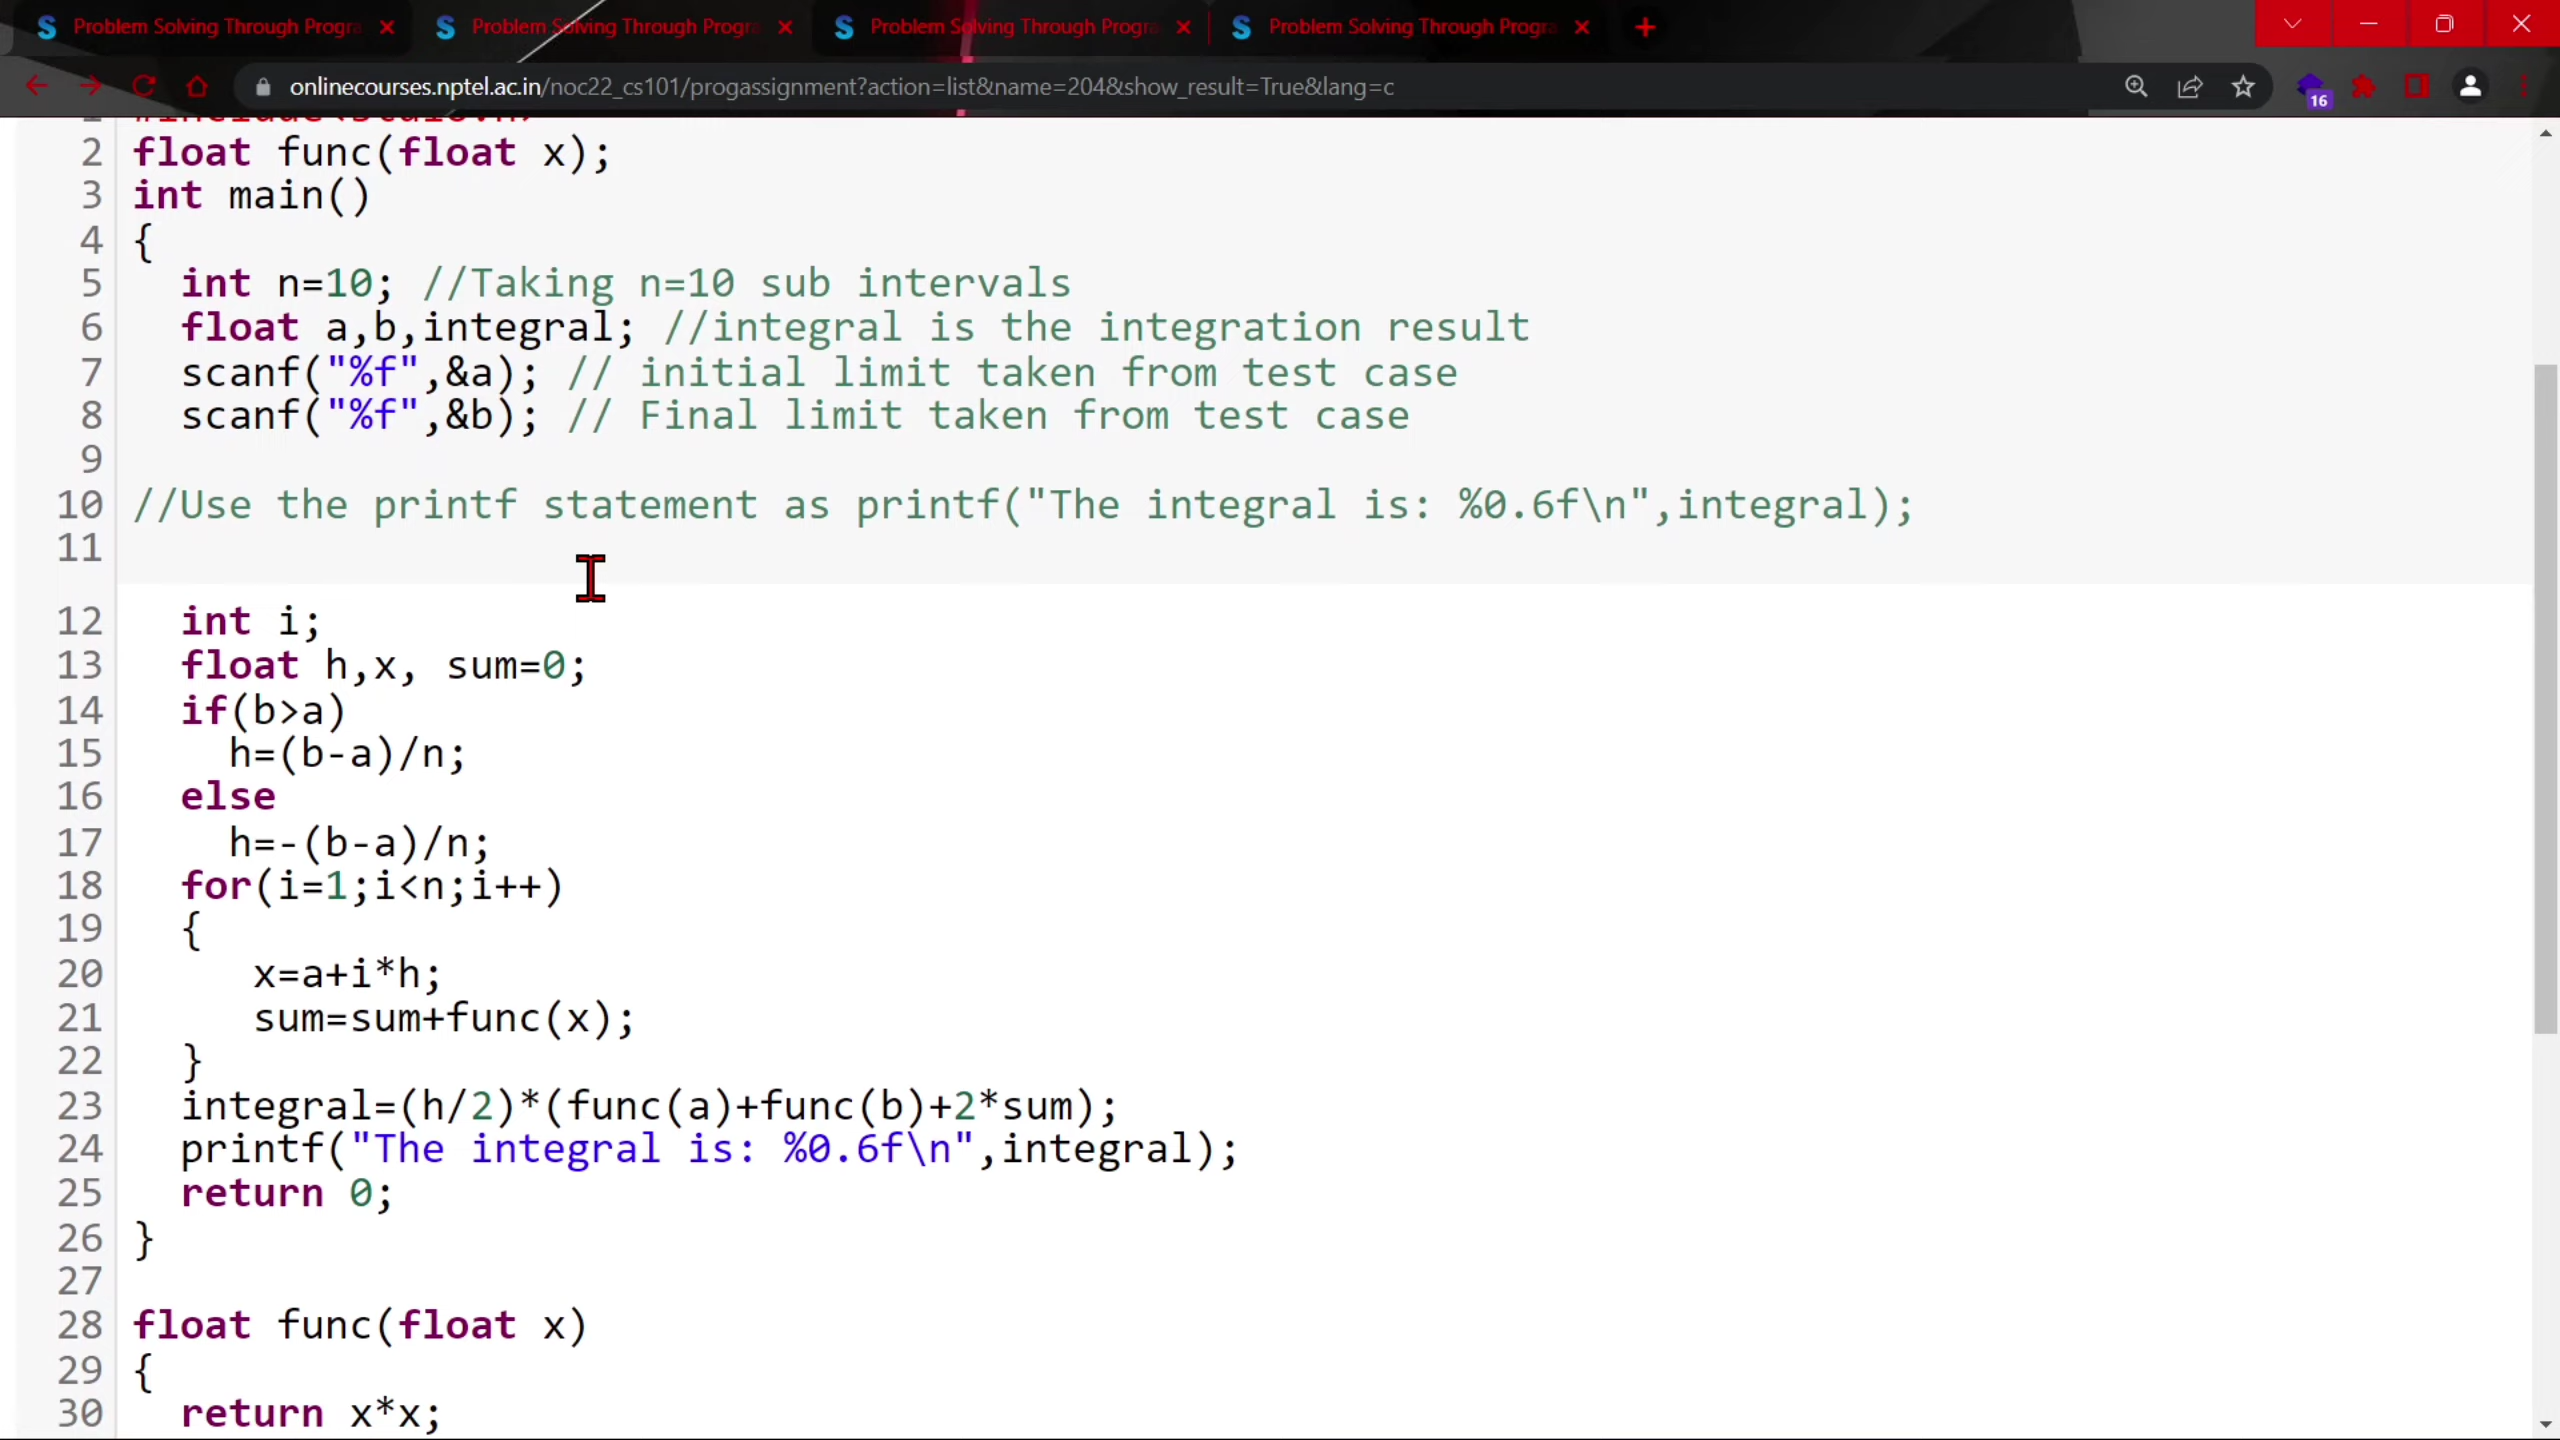 Problem Solving Through Progra
Problem Solving Through Progra
Problem Solving Through Progra
Problem Solving Through Progra
onlinecourses.nptel.ac.in/noc22_cs101/progassignment?action=list&name=204&show_result=True&lang=c
16
2 float func(float x);
3 int main()
4 {
5 int n=10; //Taking n=10 sub intervals
6 float a,b,integral; //integral is the integration result
7 scanf("%f",&a); // initial limit taken from test case
8 scanf("%f",&b); // Final limit taken from test case
9
10 //Use the printf statement as printf("The integral is: %0.6f\n",integral);
11
12 int i;
13 float h,x, sum=0;
14 if(b>a)
15 h=(b-a)/n;
16 else
17 h=-(b-a)/n;
18 for(i=1;i<n;i++)
19 {
20 x=a+i*h;
21 sum=sum+func(x);
22 }
23 integral=(h/2)*(func(a)+func(b)+2*sum);
24 printf("The integral is: %0.6f\n",integral);
25 return 0;
26 }
27
28 float func(float x)
29 {
30 return x*x;